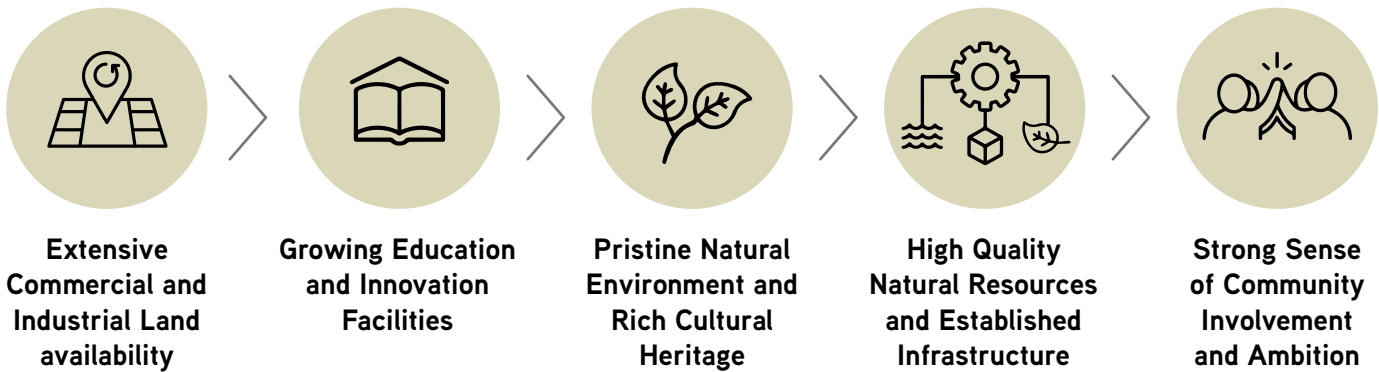 Extensive
Commercial and
Industrial Land
availability
Growing Education
and Innovation
Facilities
Pristine Natural
Environment and
Rich Cultural
Heritage
High Quality
Natural Resources
and Established
Infrastructure
Strong Sense
of Community
Involvement
and Ambition